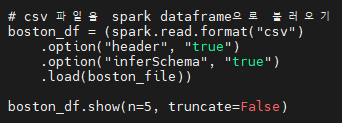 # csv 파일을 spark dataframe으로 불러오기
boston_df = (spark.read.format("csv")
    .option("header", "true")
    .option("inferSchema", "true")
    .load(boston_file))

boston_df.show(n=5, truncate=False)